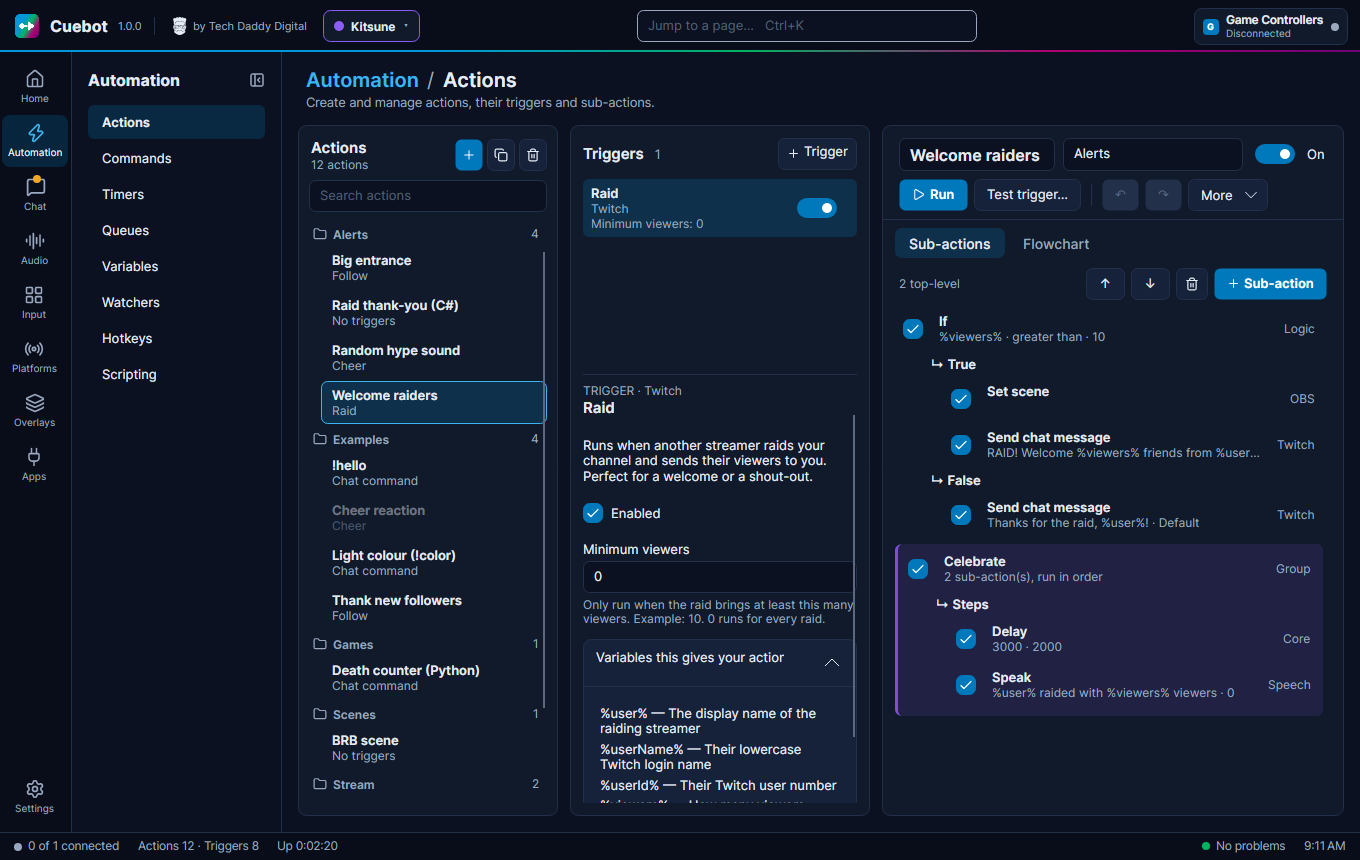 Cuebot 1.0.0 by Tech Daddy Digital Kitsune
Jump to a page... Ctrl+K
G Game Controllers
Disconnected
Home
Automation
Chat
Audio
Input
Platforms
Overlays
Apps
Settings
Automation
Actions
Commands
Timers
Queues
Variables
Watchers
Hotkeys
Scripting
Automation / Actions
Create and manage actions, their triggers and sub-actions.
Actions
12 actions
Search actions
Alerts 4
Big entrance
Follow
Raid thank-you (C#)
No triggers
Random hype sound
Cheer
Welcome raiders
Raid
Examples 4
!hello
Chat command
Cheer reaction
Cheer
Light colour (!color)
Chat command
Thank new followers
Follow
Games 1
Death counter (Python)
Chat command
Scenes 1
BRB scene
No triggers
Stream 2
Triggers 1
+ Trigger
Raid
Twitch
Minimum viewers: 0
TRIGGER · Twitch
Raid
Runs when another streamer raids your
channel and sends their viewers to you.
Perfect for a welcome or a shout-out.
Enabled
Minimum viewers
0
Only run when the raid brings at least this many
viewers. Example: 10. 0 runs for every raid.
Variables this gives your action
%user% — The display name of the
raiding streamer
%userName% — Their lowercase
Twitch login name
%userId% — Their Twitch user number
Welcome raiders Alerts On
Run Test trigger... More
Sub-actions Flowchart
2 top-level
+ Sub-action
If
%viewers% · greater than · 10
Logic
↳ True
Set scene
OBS
Send chat message
RAID! Welcome %viewers% friends from %user...
Twitch
↳ False
Send chat message
Thanks for the raid, %user%! · Default
Twitch
Celebrate
2 sub-action(s), run in order
Group
↳ Steps
Delay
3000 · 2000
Core
Speak
%user% raided with %viewers% viewers · 0
Speech
0 of 1 connected Actions 12 · Triggers 8 Up 0:02:20
No problems 9:11 AM